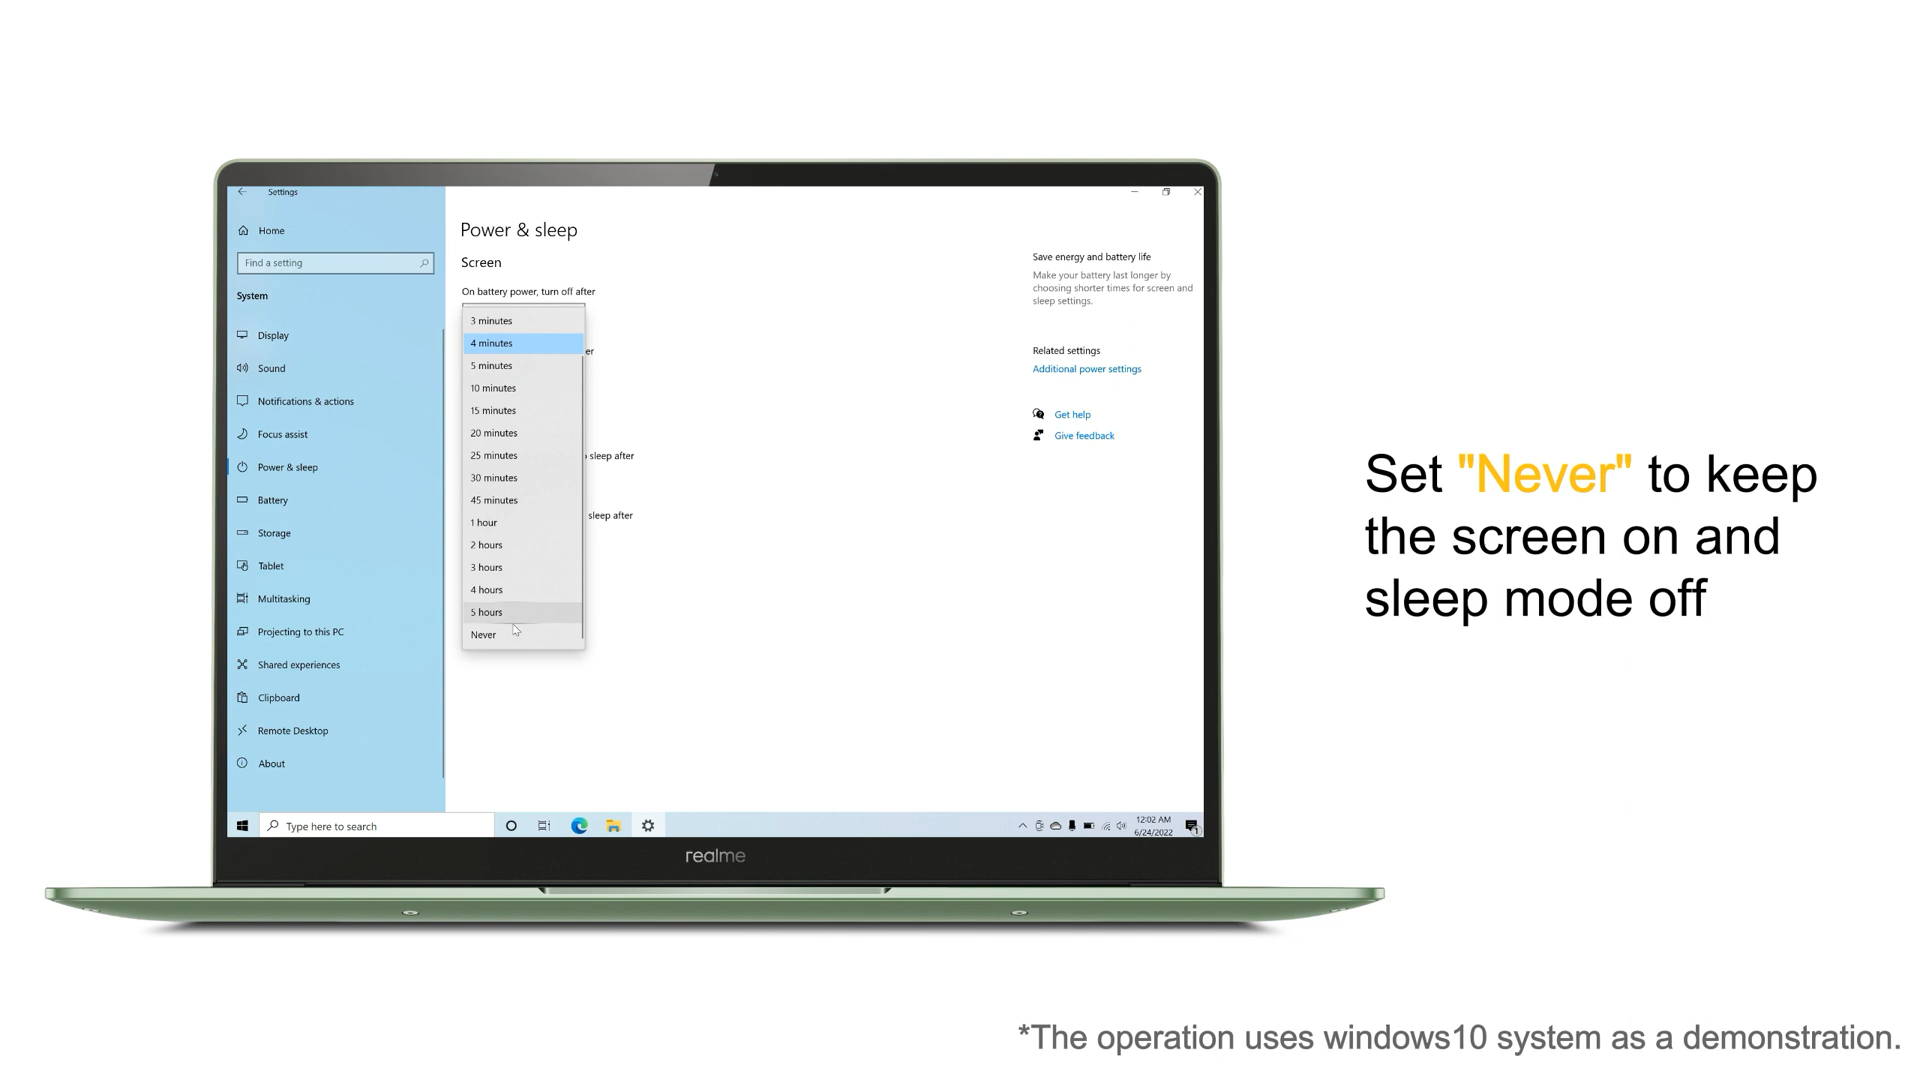 Settings
Home
Find a setting
System
Display
Sound
Notifications & actions
Focus assist
Power & sleep
Battery
Storage
Tablet
Multitasking
Projecting to this PC
Shared experiences
Clipboard
Remote Desktop
About
Power & sleep
Screen
On battery power, turn off after
3 minutes
4 minutes
er
5 minutes
10 minutes
15 minutes
20 minutes
25 minutes
sleep after
30 minutes
45 minutes
sleep after
1 hour
2 hours
3 hours
4 hours
5 hours
Never
Save energy and battery life
Make your battery last longer by
choosing shorter times for screen and
sleep settings.
Related settings
Additional power settings
Get help
Give feedback
Type here to search
12:02 AM
6/24/2022
1
realme
Set "Never" to keep
the screen on and
sleep mode off
*The operation uses windows10 system as a demonstration.